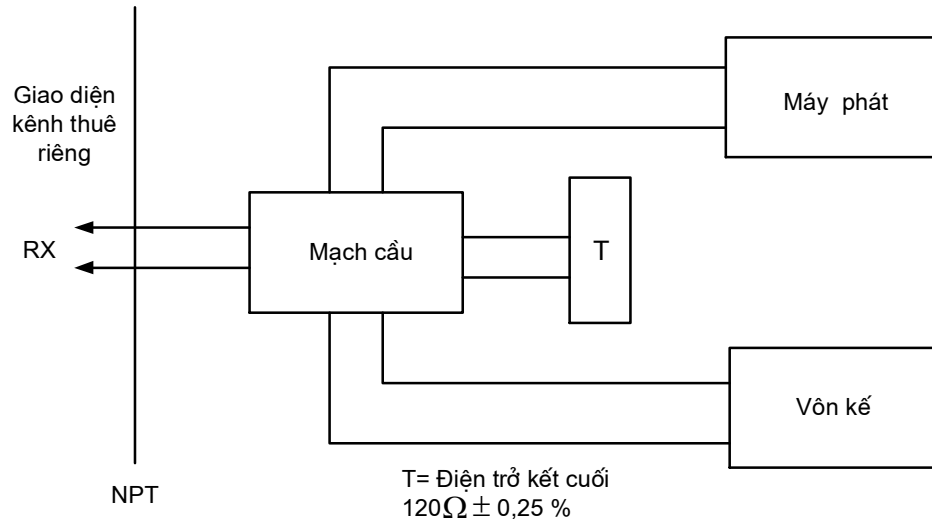 Giao diện
kênh thuê
riêng
Máy phát
RX
Mạch cầu
T
Vôn kế
T= Điện trở kết cuối
120Ω ± 0,25 %
NPT